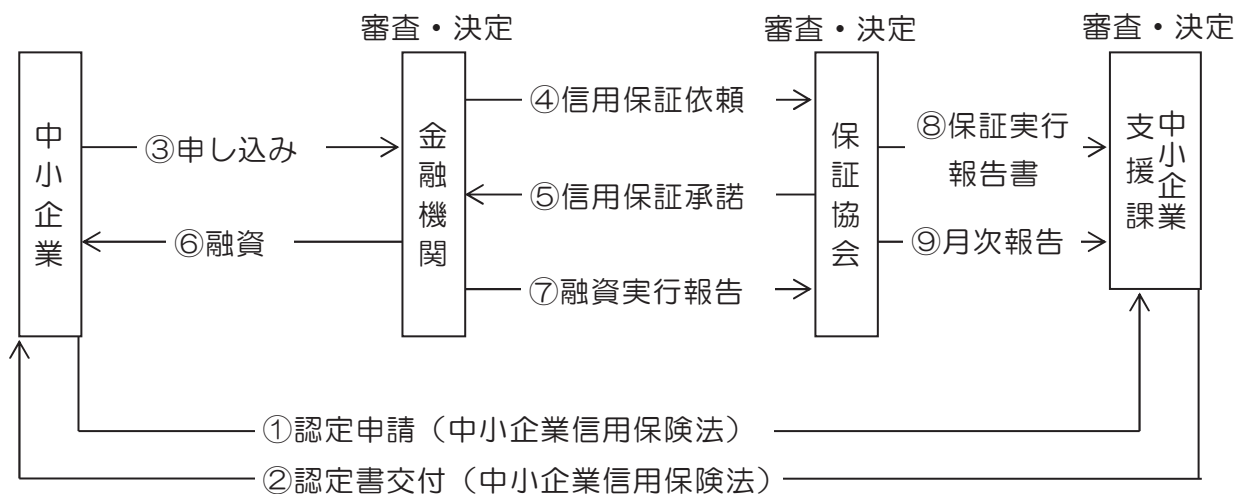 審査・決定
審査・決定
審査・決定
中小企業
金融機関
保証協会
中小企業
支援課
③申し込み
④信用保証依頼
⑤信用保証承諾
⑥融資
⑦融資実行報告
⑧保証実行
報告書
⑨月次報告
①認定申請（中小企業信用保険法）
②認定書交付（中小企業信用保険法）